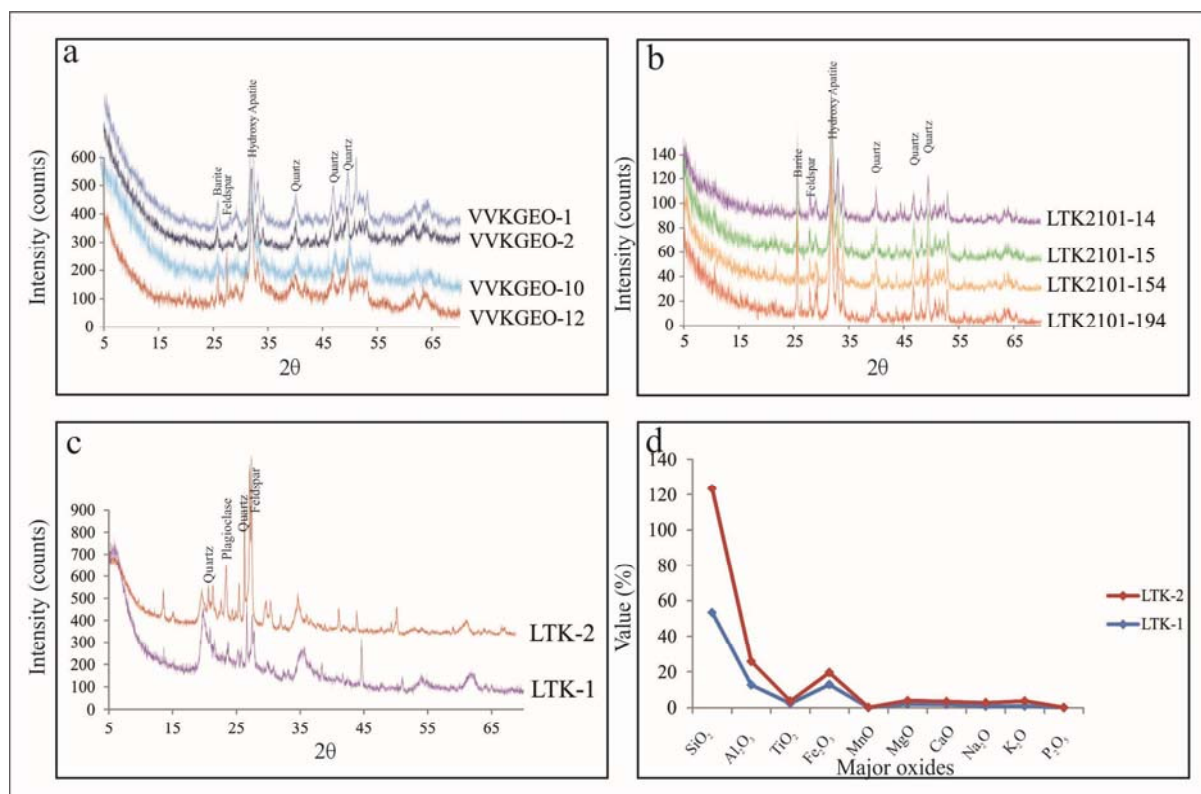 a
Intensity (counts)
600
500
400
300
200
100
0
5
15
25
35
45
55
65
2θ
Barite
Feldspar
Hydroxy Apatite
Quartz
Quartz
Quartz
VVKGEO-1
VVKGEO-2
VVKGEO-10
VVKGEO-12
b
Intensity (counts)
140
120
100
80
60
40
20
0
5
15
25
35
45
55
65
2θ
Barite
Feldspar
Hydroxy Apatite
Quartz
Quartz
Quartz
LTK2101-14
LTK2101-15
LTK2101-154
LTK2101-194
c
Intensity (counts)
900
800
700
600
500
400
300
200
100
0
5
15
25
35
45
55
65
2θ
Quartz
Plagioclase
Quartz
Feldspar
LTK-2
LTK-1
d
Value (%)
140
120
100
80
60
40
20
0
SiO₂
Al₂O₃
TiO₂
Fe₂O₃
MnO
MgO
CaO
Na₂O
K₂O
P₂O₅
Major oxides
LTK-2
LTK-1